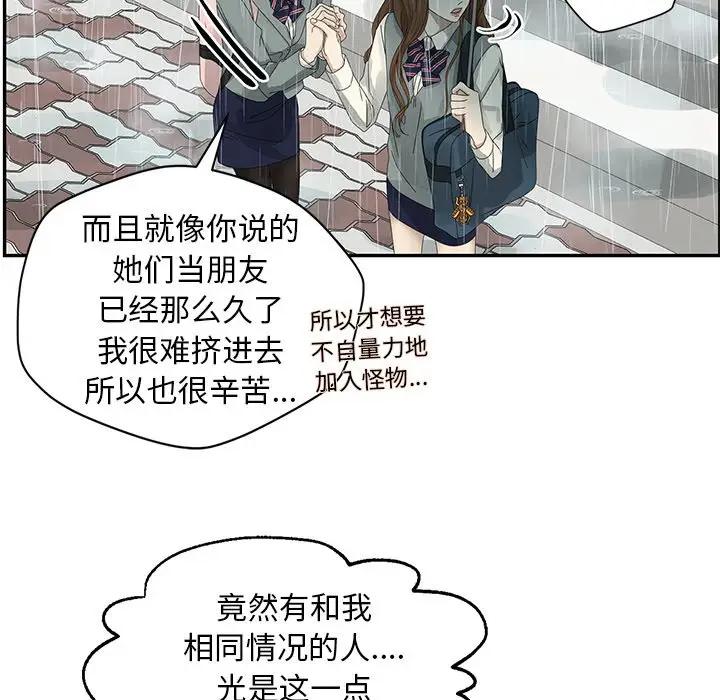 而且就像你说的
她们当朋友
已经那么久了
我很难挤进去
所以也很辛苦...
所以才想要
不自量力地
加入怪物...
竟然有和我
相同情况的人....
光是这一点